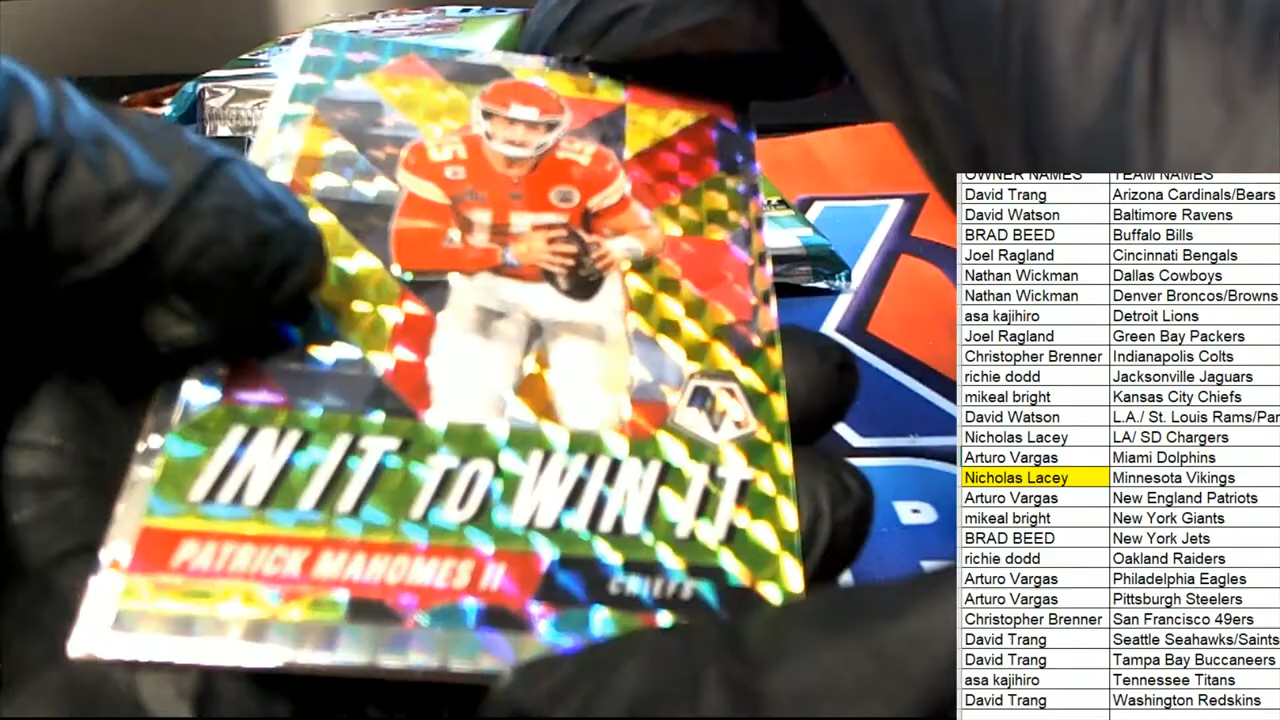 15 15
15
IN IT TO WIN IT
PATRICK MAHOMES II
CHIEFS
OWNER NAMES TEAM NAMES
David Trang Arizona Cardinals/Bears
David Watson Baltimore Ravens
BRAD BEED Buffalo Bills
Joel Ragland Cincinnati Bengals
Nathan Wickman Dallas Cowboys
Nathan Wickman Denver Broncos/Browns
asa kajihiro Detroit Lions
Joel Ragland Green Bay Packers
Christopher Brenner Indianapolis Colts
richie dodd Jacksonville Jaguars
mikeal bright Kansas City Chiefs
David Watson L.A./ St. Louis Rams/Pan
Nicholas Lacey LA/ SD Chargers
Arturo Vargas Miami Dolphins
Nicholas Lacey Minnesota Vikings
Arturo Vargas New England Patriots
mikeal bright New York Giants
BRAD BEED New York Jets
richie dodd Oakland Raiders
Arturo Vargas Philadelphia Eagles
Arturo Vargas Pittsburgh Steelers
Christopher Brenner San Francisco 49ers
David Trang Seattle Seahawks/Saints
David Trang Tampa Bay Buccaneers
asa kajihiro Tennessee Titans
David Trang Washington Redskins